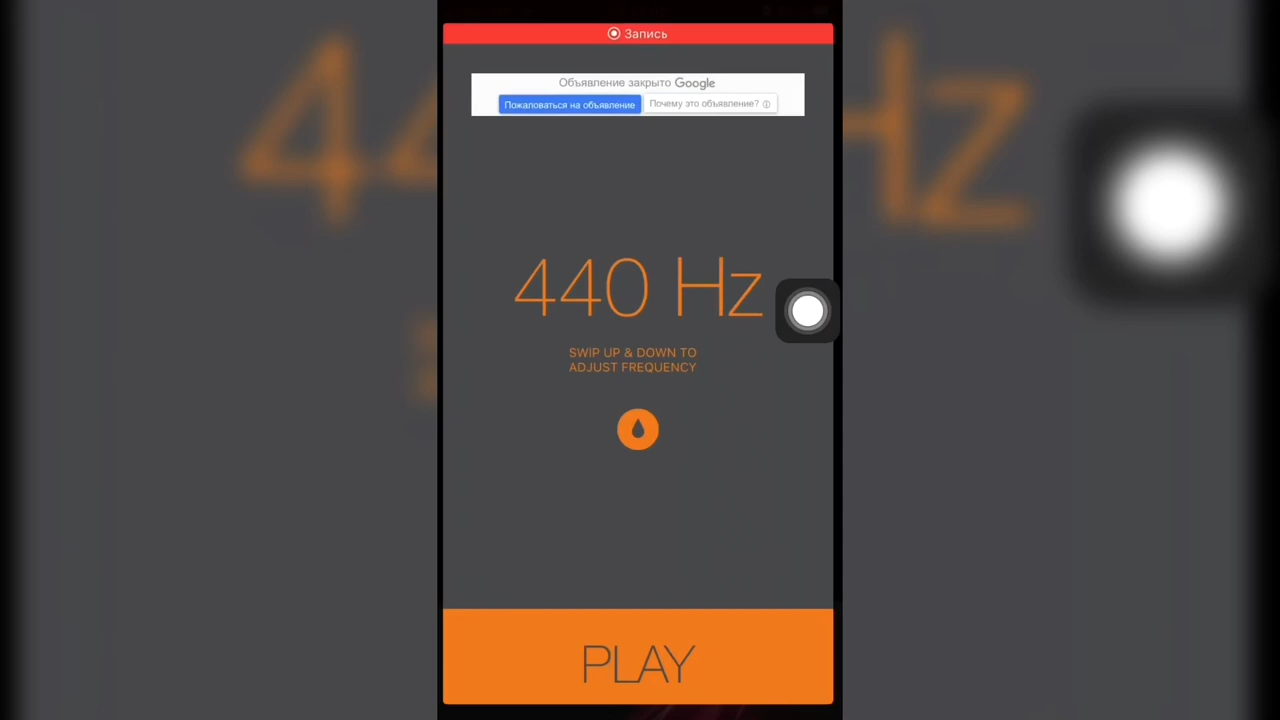 Запись
Объявление закрыто Google
Пожаловаться на объявление
Почему это объявление?
440 Hz
SWIP UP & DOWN TO
ADJUST FREQUENCY
PLAY